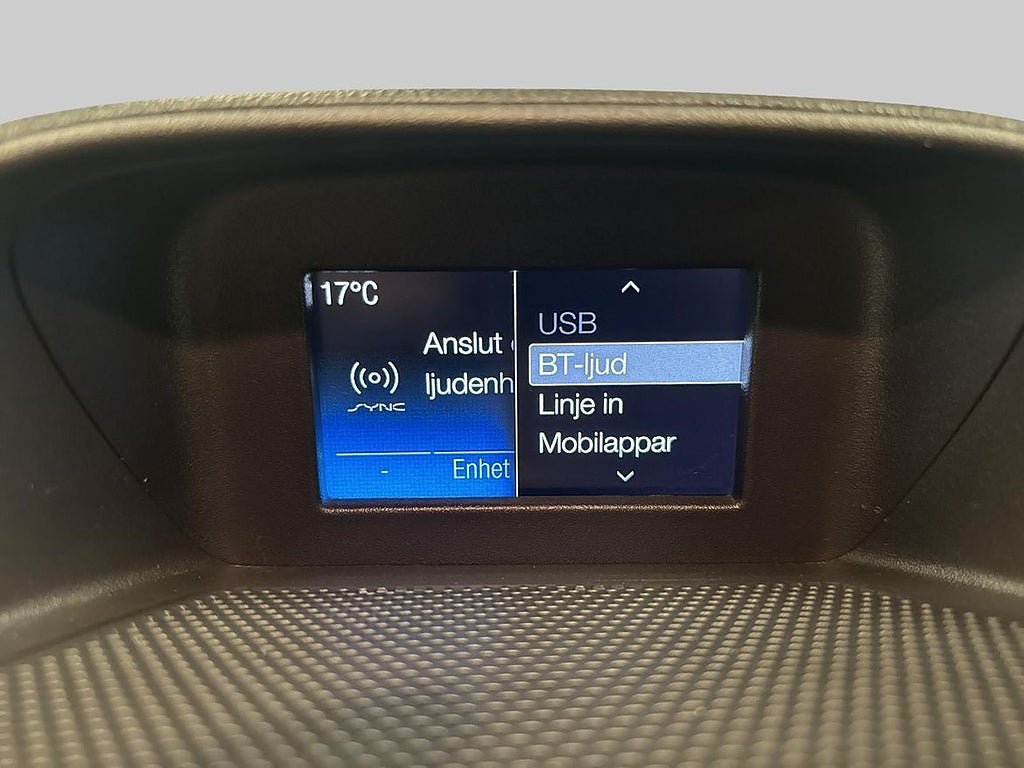 17°C
Anslut
ljudenh
SYNC
-
Enhet
USB
BT-ljud
Linje in
Mobilappar